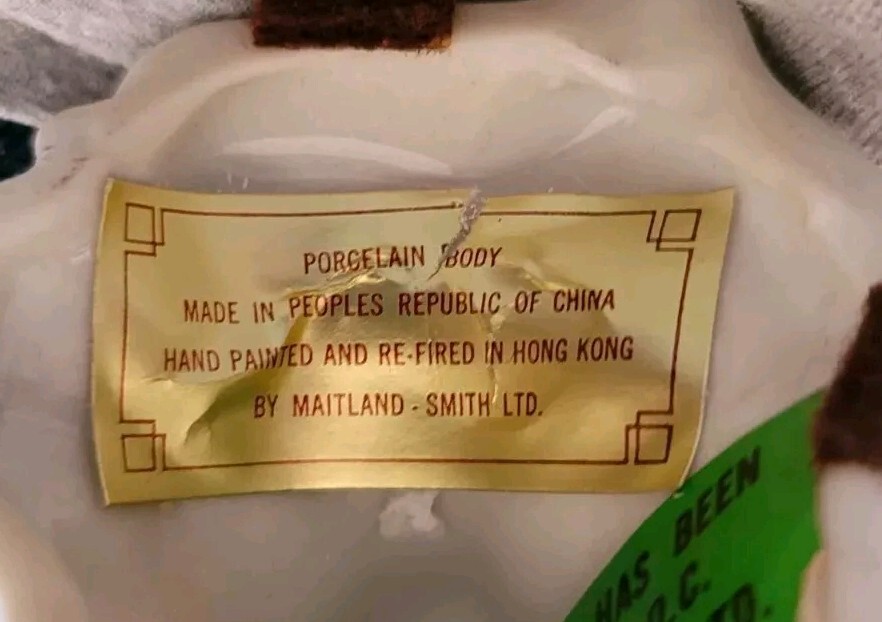 PORCELAIN BODY
MADE IN PEOPLES REPUBLIC OF CHINA
HAND PAINTED AND RE-FIRED IN HONG KONG
BY MAITLAND - SMITH LTD.
HAS BEEN
Q.C.